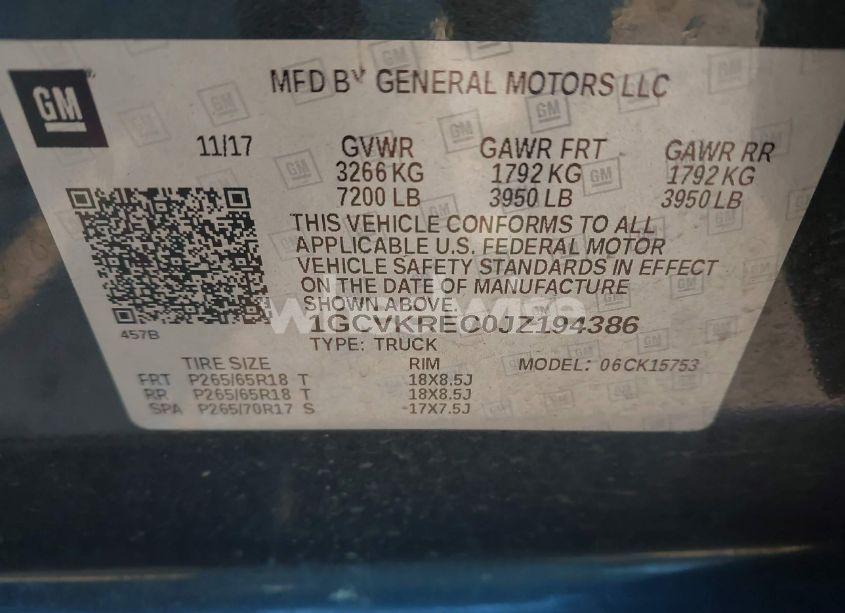 GM
MFD BY GENERAL MOTORS LLC
11/17 GVWR GAWR FRT GAWR RR
3266 KG 1792 KG 1792 KG
7200 LB 3950 LB 3950 LB
THIS VEHICLE CONFORMS TO ALL
APPLICABLE U.S. FEDERAL MOTOR
VEHICLE SAFETY STANDARDS IN EFFECT
ON THE DATE OF MANUFACTURE
SHOWN ABOVE.
1GCVKREC0JZ194386
457B
TYPE: TRUCK
TIRE SIZE RIM MODEL: 06CK15753
FRT P265/65R18 T 18X8.5J
RR P265/65R18 T 18X8.5J
SPA P265/70R17 S -17X7.5J